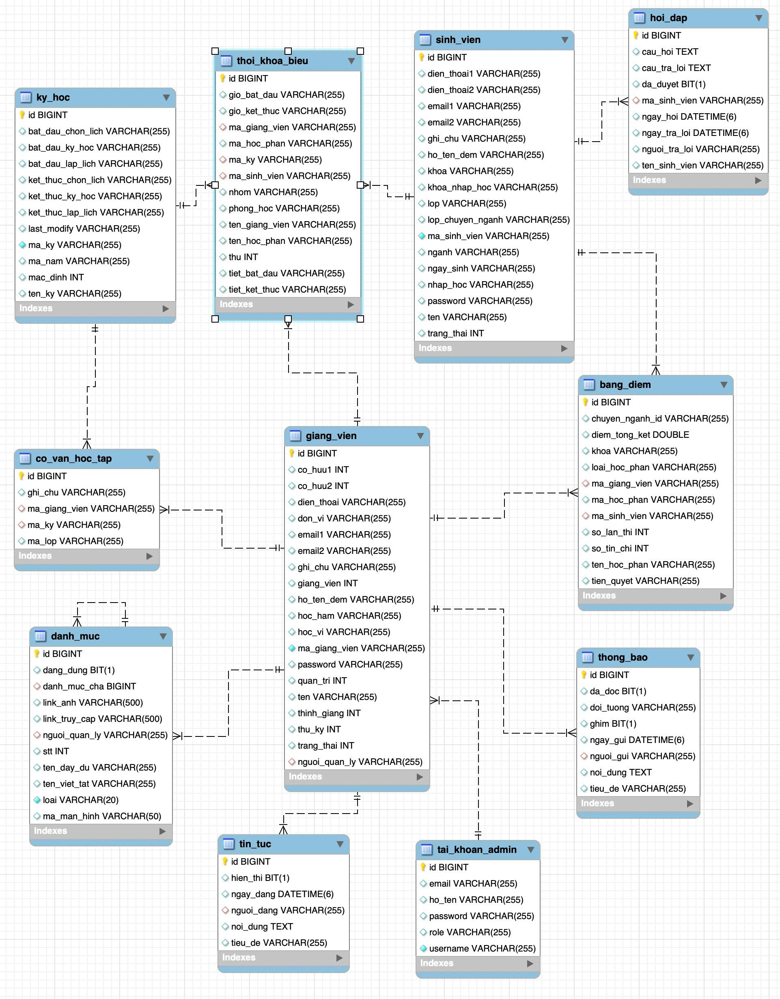 ky_hoc
id BIGINT
bat_dau_chon_lich VARCHAR(255)
bat_dau_ky_hoc VARCHAR(255)
bat_dau_lap_lich VARCHAR(255)
ket_thuc_chon_lich VARCHAR(255)
ket_thuc_ky_hoc VARCHAR(255)
ket_thuc_lap_lich VARCHAR(255)
last_modify VARCHAR(255)
ma_ky VARCHAR(255)
ma_nam VARCHAR(255)
mac_dinh INT
ten_ky VARCHAR(255)
Indexes
thoi_khoa_bieu
id BIGINT
gio_bat_dau VARCHAR(255)
gio_ket_thuc VARCHAR(255)
ma_giang_vien VARCHAR(255)
ma_hoc_phan VARCHAR(255)
ma_ky VARCHAR(255)
ma_sinh_vien VARCHAR(255)
nhom VARCHAR(255)
phong_hoc VARCHAR(255)
ten_giang_vien VARCHAR(255)
ten_hoc_phan VARCHAR(255)
thu INT
tiet_bat_dau VARCHAR(255)
tiet_ket_thuc VARCHAR(255)
Indexes
sinh_vien
id BIGINT
dien_thoai1 VARCHAR(255)
dien_thoai2 VARCHAR(255)
email1 VARCHAR(255)
email2 VARCHAR(255)
ghi_chu VARCHAR(255)
ho_ten_dem VARCHAR(255)
khoa VARCHAR(255)
khoa_nhap_hoc VARCHAR(255)
lop VARCHAR(255)
lop_chuyen_nganh VARCHAR(255)
ma_sinh_vien VARCHAR(255)
nganh VARCHAR(255)
ngay_sinh VARCHAR(255)
nhap_hoc VARCHAR(255)
password VARCHAR(255)
ten VARCHAR(255)
trang_thai INT
Indexes
hoi_dap
id BIGINT
cau_hoi TEXT
cau_tra_loi TEXT
da_duyet BIT(1)
ma_sinh_vien VARCHAR(255)
ngay_hoi DATETIME(6)
ngay_tra_loi DATETIME(6)
nguoi_tra_loi VARCHAR(255)
ten_sinh_vien VARCHAR(255)
Indexes
co_van_hoc_tap
id BIGINT
ghi_chu VARCHAR(255)
ma_giang_vien VARCHAR(255)
ma_ky VARCHAR(255)
ma_lop VARCHAR(255)
Indexes
giang_vien
id BIGINT
co_huu1 INT
co_huu2 INT
dien_thoai VARCHAR(255)
don_vi VARCHAR(255)
email1 VARCHAR(255)
email2 VARCHAR(255)
ghi_chu VARCHAR(255)
giang_vien INT
ho_ten_dem VARCHAR(255)
hoc_ham VARCHAR(255)
hoc_vi VARCHAR(255)
ma_giang_vien VARCHAR(255)
password VARCHAR(255)
quan_tri INT
ten VARCHAR(255)
thinh_giang INT
thu_ky INT
trang_thai INT
nguoi_quan_ly VARCHAR(255)
Indexes
bang_diem
id BIGINT
chuyen_nganh_id VARCHAR(255)
diem_tong_ket DOUBLE
khoa VARCHAR(255)
loai_hoc_phan VARCHAR(255)
ma_giang_vien VARCHAR(255)
ma_hoc_phan VARCHAR(255)
ma_sinh_vien VARCHAR(255)
so_lan_thi INT
so_tin_chi INT
ten_hoc_phan VARCHAR(255)
tien_quyet VARCHAR(255)
Indexes
danh_muc
id BIGINT
dang_dung BIT(1)
danh_muc_cha BIGINT
link_anh VARCHAR(500)
link_truy_cap VARCHAR(500)
nguoi_quan_ly VARCHAR(255)
stt INT
ten_day_du VARCHAR(255)
ten_viet_tat VARCHAR(255)
loai VARCHAR(20)
ma_man_hinh VARCHAR(50)
Indexes
thong_bao
id BIGINT
da_doc BIT(1)
doi_tuong VARCHAR(255)
ghim BIT(1)
ngay_gui DATETIME(6)
nguoi_gui VARCHAR(255)
noi_dung TEXT
tieu_de VARCHAR(255)
Indexes
tin_tuc
id BIGINT
hien_thi BIT(1)
ngay_dang DATETIME(6)
nguoi_dang VARCHAR(255)
noi_dung TEXT
tieu_de VARCHAR(255)
Indexes
tai_khoan_admin
id BIGINT
email VARCHAR(255)
ho_ten VARCHAR(255)
password VARCHAR(255)
role VARCHAR(255)
username VARCHAR(255)
Indexes